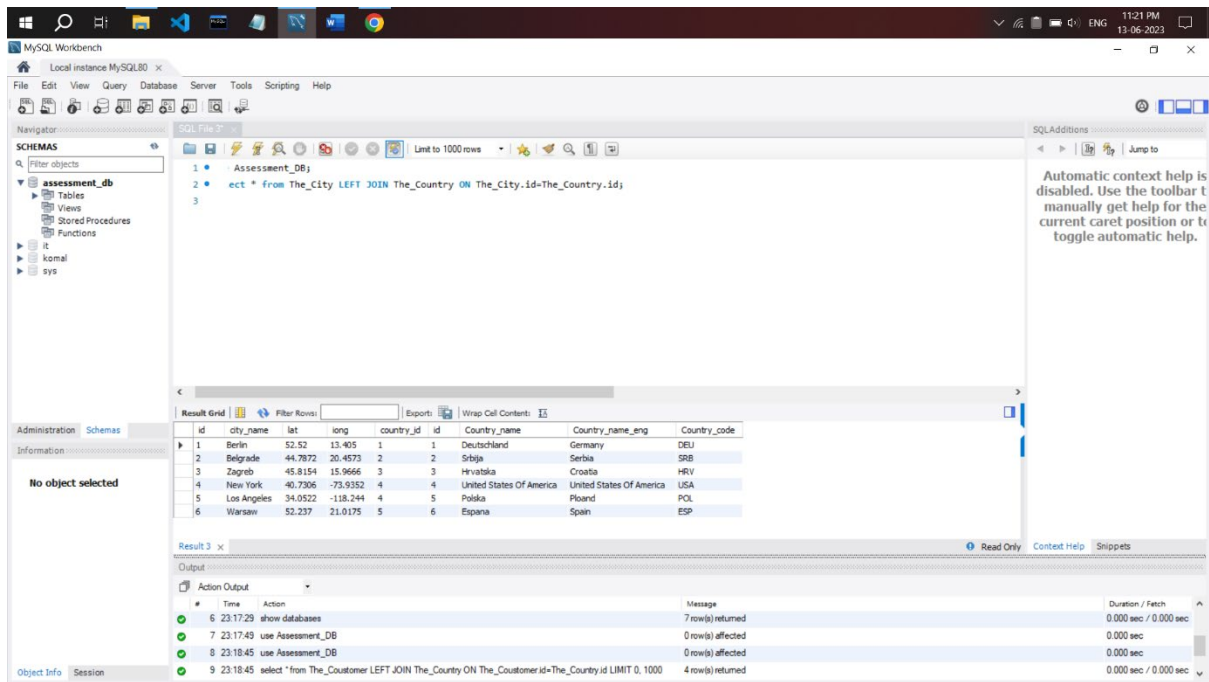 11:21 PM
ENG
13-06-2023
MySQL Workbench
Local instance MySQL80 ×
File Edit View Query Database Server Tools Scripting Help
Navigator
SQL File 3* ×
SQLAdditions
SCHEMAS
Limit to 1000 rows
Jump to
Filter objects
1 Assessment_DB;
2 ect * from The_City LEFT JOIN The_Country ON The_City.id=The_Country.id;
3
assessment_db
Tables
Views
Stored Procedures
Functions
it
komal
sys
Automatic context help is
disabled. Use the toolbar t
manually get help for the
current caret position or to
toggle automatic help.
Result Grid Filter Rows: Export: Wrap Cell Content:
Administration Schemas
id city_name lat iong country_id id Country_name Country_name_eng Country_code
1 Berlin 52.52 13.405 1 1 Deutschland Germany DEU
2 Belgrade 44.7872 20.4573 2 2 Srbija Serbia SRB
3 Zagreb 45.8154 15.9666 3 3 Hrvatska Croatia HRV
4 New York 40.7306 -73.9352 4 4 United States Of America United States Of America USA
5 Los Angeles 34.0522 -118.244 4 5 Polska Ploand POL
6 Warsaw 52.237 21.0175 5 6 Espana Spain ESP
Information
No object selected
Result 3 ×
Read Only
Context Help Snippets
Output
Action Output
# Time Action Message Duration / Fetch
6 23:17:29 show databases 7 row(s) returned 0.000 sec / 0.000 sec
7 23:17:49 use Assessment_DB 0 row(s) affected 0.000 sec
8 23:18:45 use Assessment_DB 0 row(s) affected 0.000 sec
9 23:18:45 select * from The_Coustomer LEFT JOIN The_Country ON The_Coustomer.id=The_Country.id LIMIT 0, 1000 4 row(s) returned 0.000 sec / 0.000 sec
Object Info Session